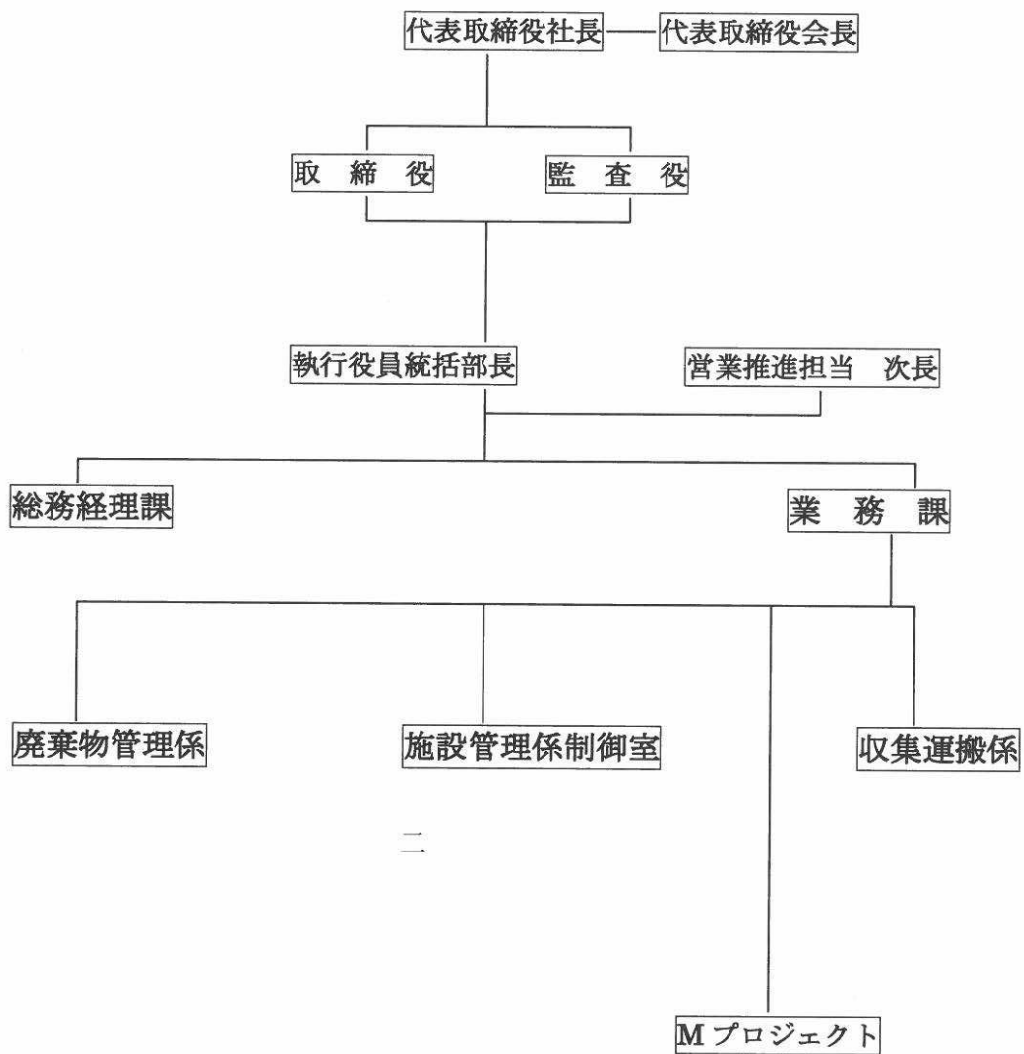 代表取締役社長 代表取締役会長
取　締　役 監　査　役
執行役員統括部長 営業推進担当　次長
総務経理課 業　務　課
廃棄物管理係 施設管理係制御室 収集運搬係
二
Mプロジェクト